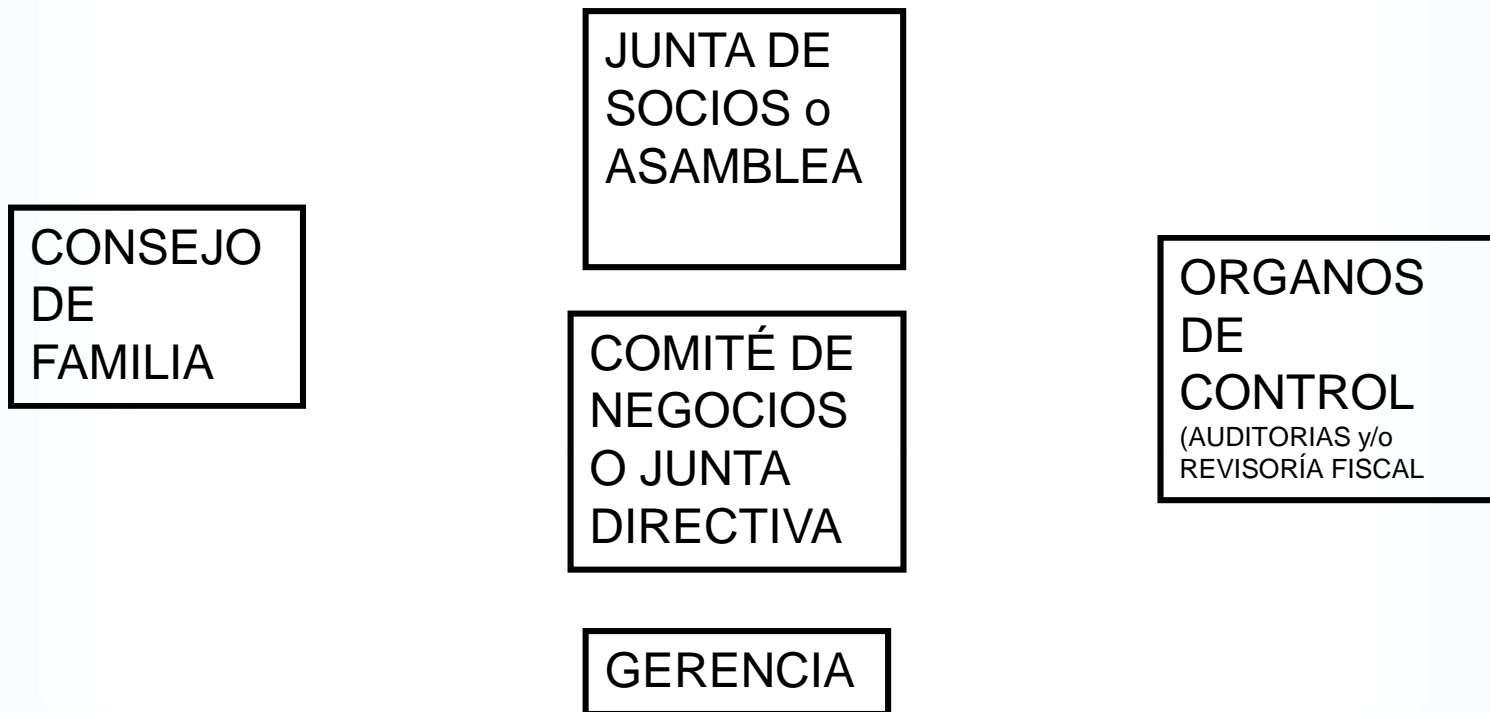 JUNTA DE
SOCIOS o
ASAMBLEA
CONSEJO
DE
FAMILIA
ORGANOS
DE
CONTROL
(AUDITORIAS y/o
REVISORÍA FISCAL
COMITÉ DE
NEGOCIOS
O JUNTA
DIRECTIVA
GERENCIA